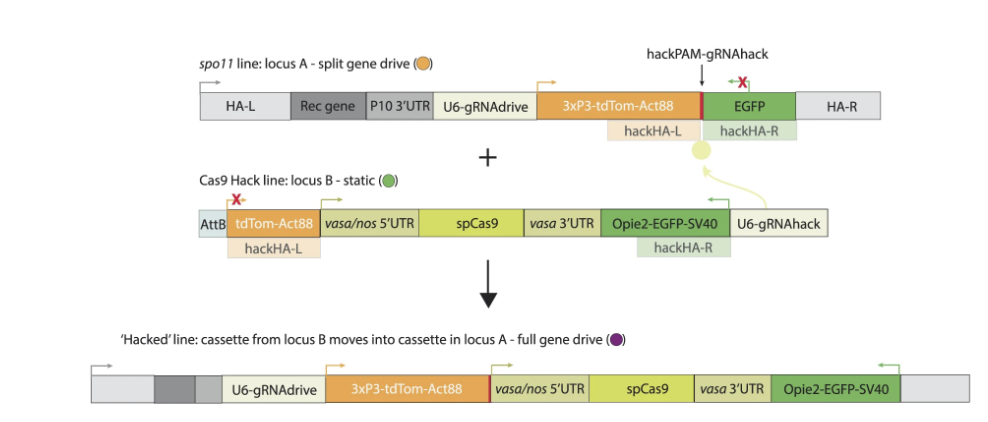 hackPAM-gRNAhack
spo11 line: locus A - split gene drive ( )
X
HA-L Rec gene P10 3'UTR U6-gRNAdrive 3xP3-tdTom-Act88 EGFP HA-R
hackHA-L hackHA-R
+
Cas9 Hack line: locus B - static ( )
X
AttB tdTom-Act88 vasa/nos 5'UTR spCas9 vasa 3'UTR Opie2-EGFP-SV40 U6-gRNAhack
hackHA-L hackHA-R
'Hacked' line: cassette from locus B moves into cassette in locus A - full gene drive ( )
U6-gRNAdrive 3xP3-tdTom-Act88 vasa/nos 5'UTR spCas9 vasa 3'UTR Opie2-EGFP-SV40